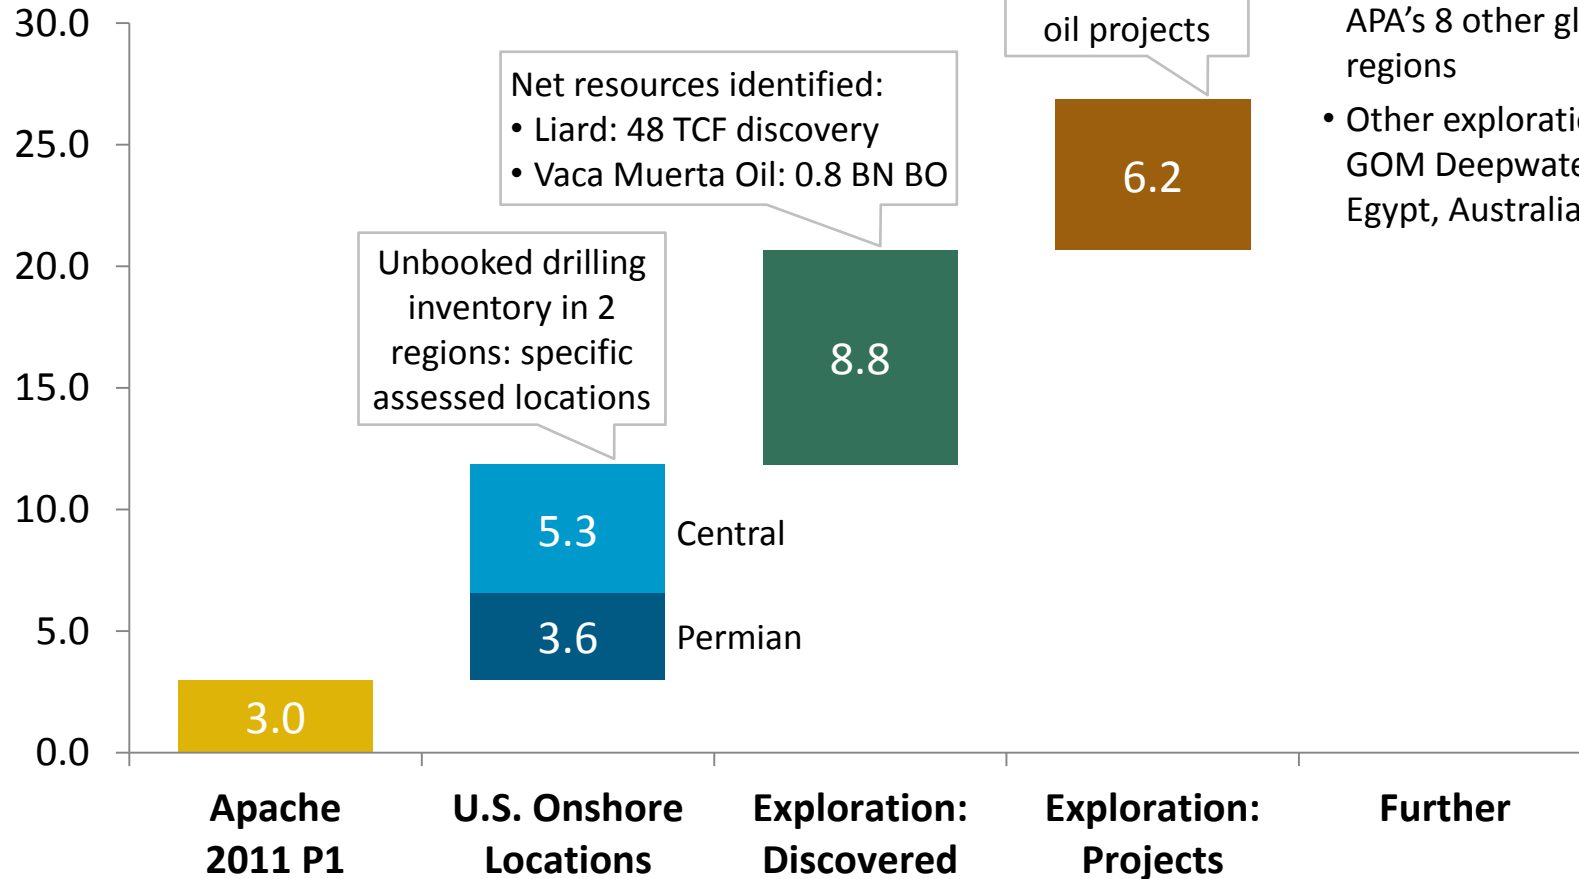 30.0
25.0
20.0
15.0
10.0
5.0
0.0
oil projects
APA's 8 other
regions
• Other
GOM
Egypt, Australia
Net resources identified:
• Liard: 48 TCF discovery
• Vaca Muerta Oil: 0.8 BN BO
Unbooked drilling
inventory in 2
regions: specific
assessed locations
3.0
5.3
Central
3.6
Permian
8.8
6.2
Apache
2011 P1
U.S. Onshore
Locations
Exploration:
Discovered
Exploration:
Projects
Further